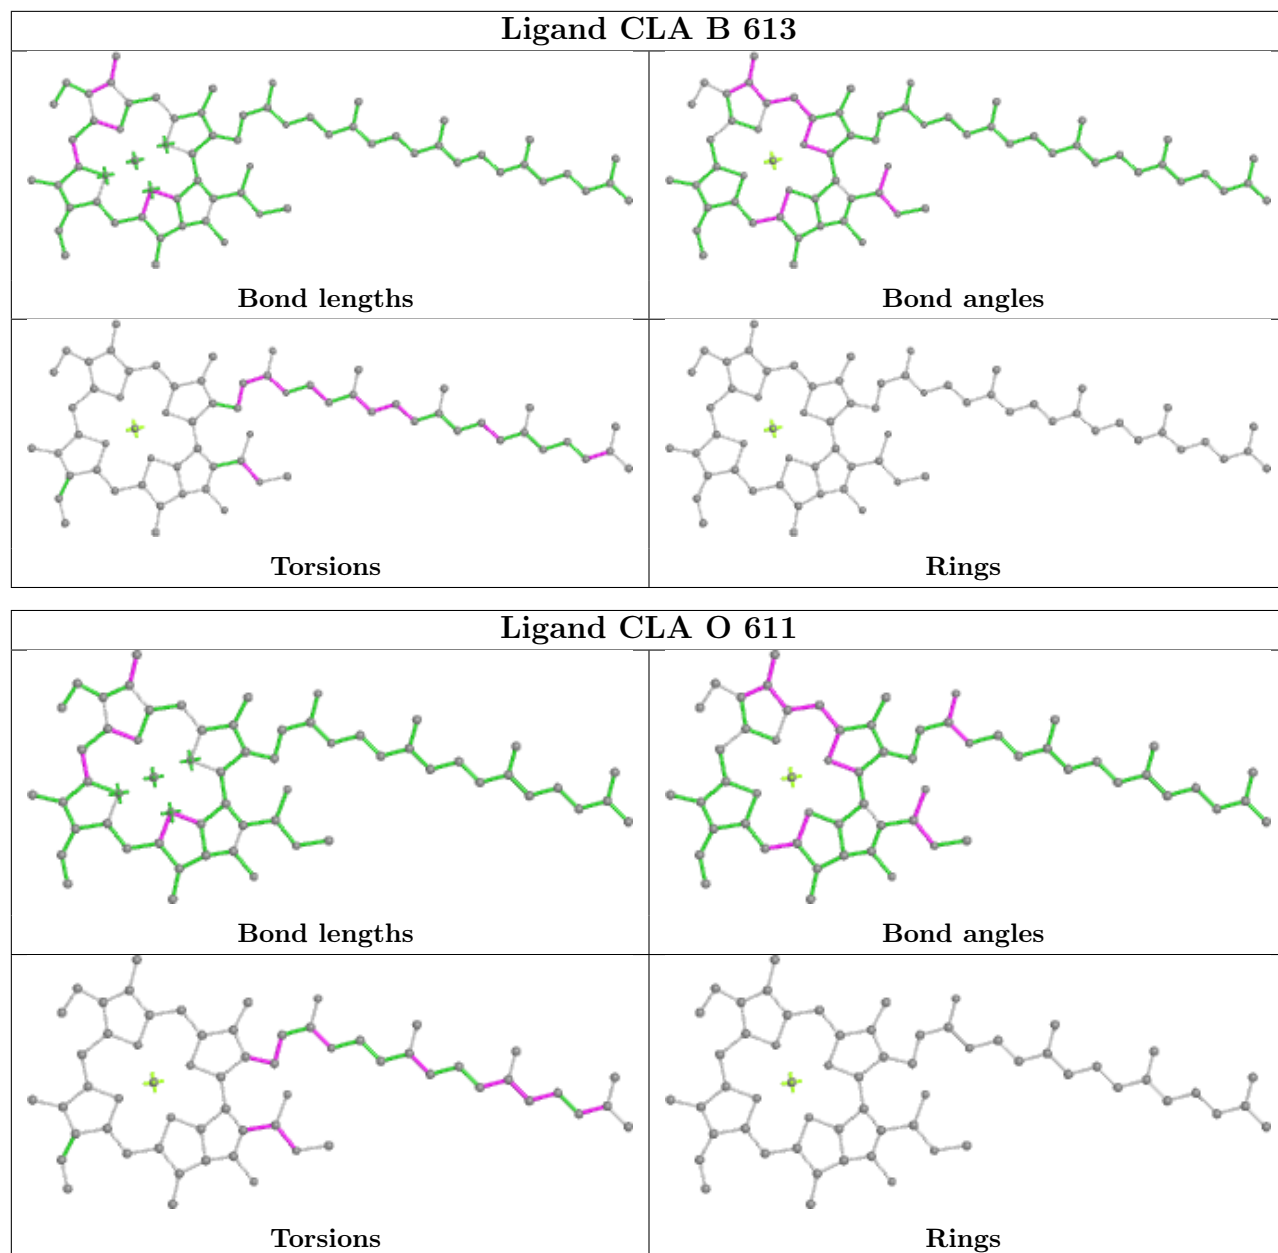 Ligand CLA B 613
Bond lengths
Bond angles
Torsions
Rings
Ligand CLA O 611
Bond lengths
Bond angles
Torsions
Rings